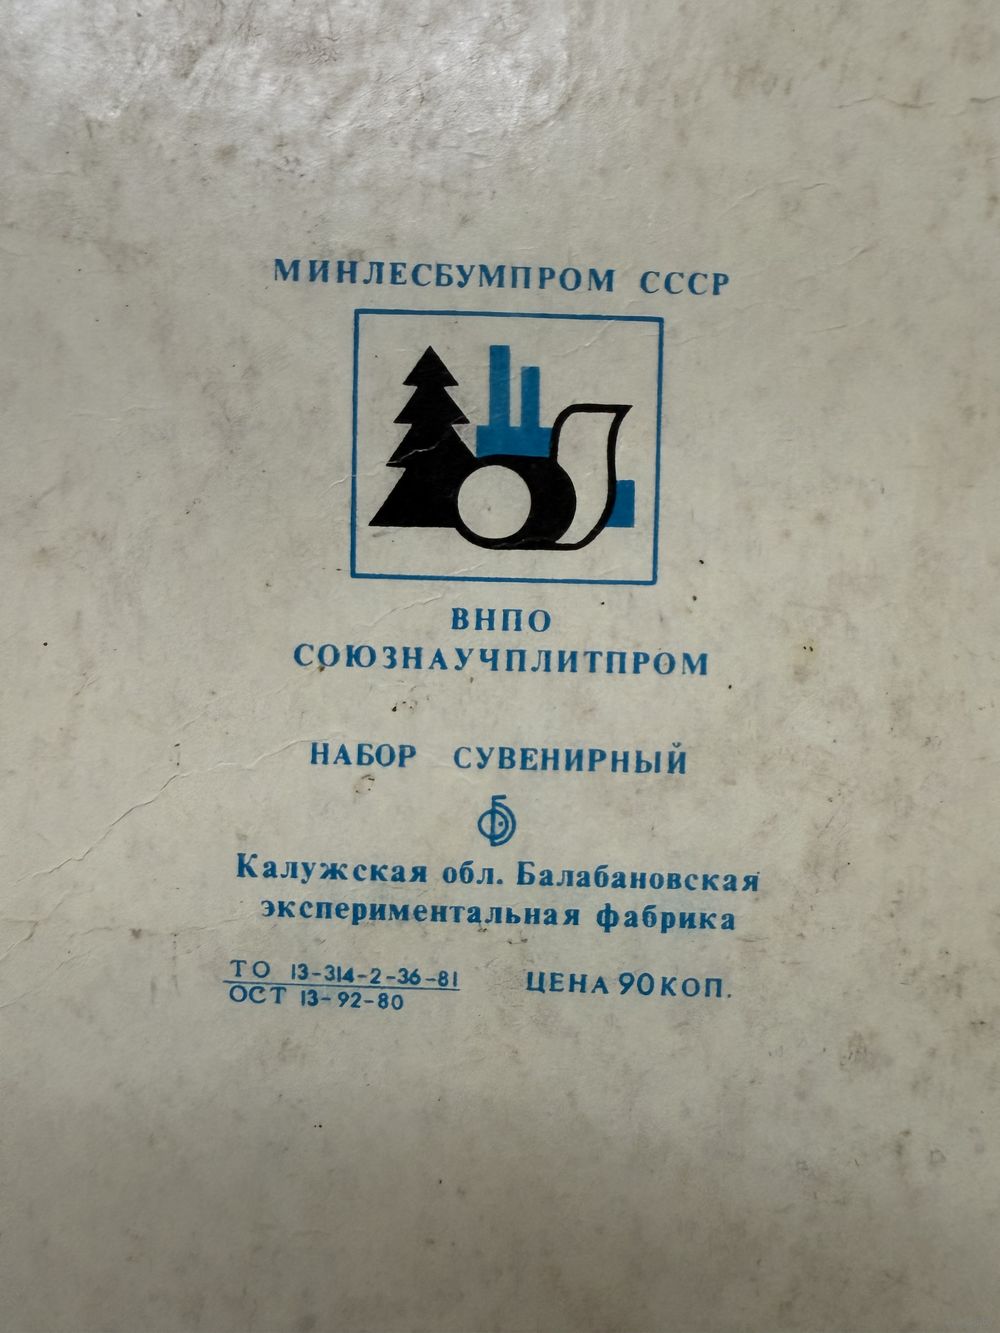 МИНЛЕСБУМПРОМ СССР
ВНПО
СОЮЗНАУЧПЛИТПРОМ
НАБОР СУВЕНИРНЫЙ
Калужская обл. Балабановская
экспериментальная фабрика
ТО 13-314-2-36-81 ЦЕНА 90 КОП.
ОСТ 13-92-80